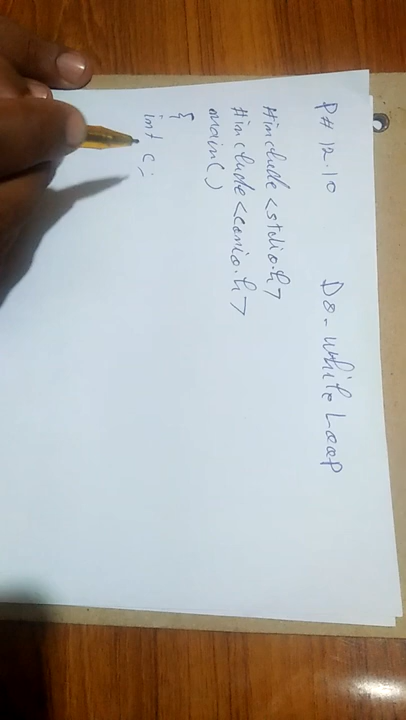 P# 12.10 Do-while Loop
#include <stdio.h>
#include <conio.h>
main()
{
int c;